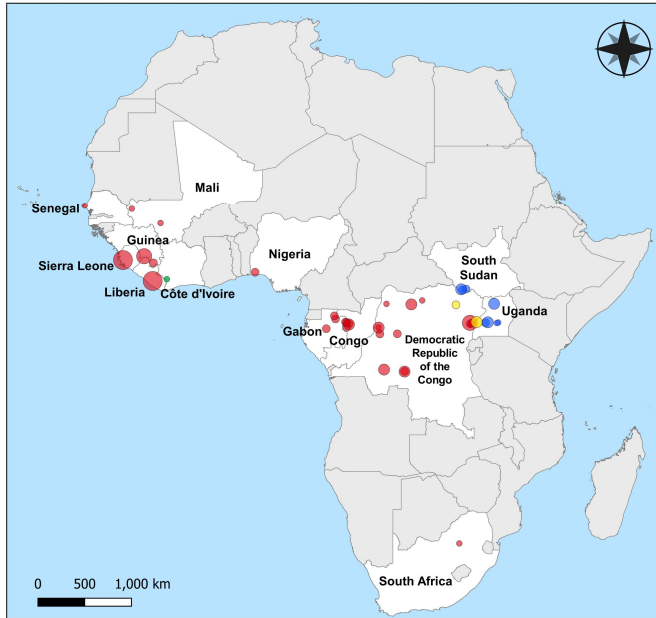 Mali
Senegal
Guinea
Sierra Leone
Liberia
Côte d'Ivoire
Nigeria
South
Sudan
Uganda
Gabon
Congo
Democratic
Republic
of the
Congo
South Africa
0 500 1,000 km